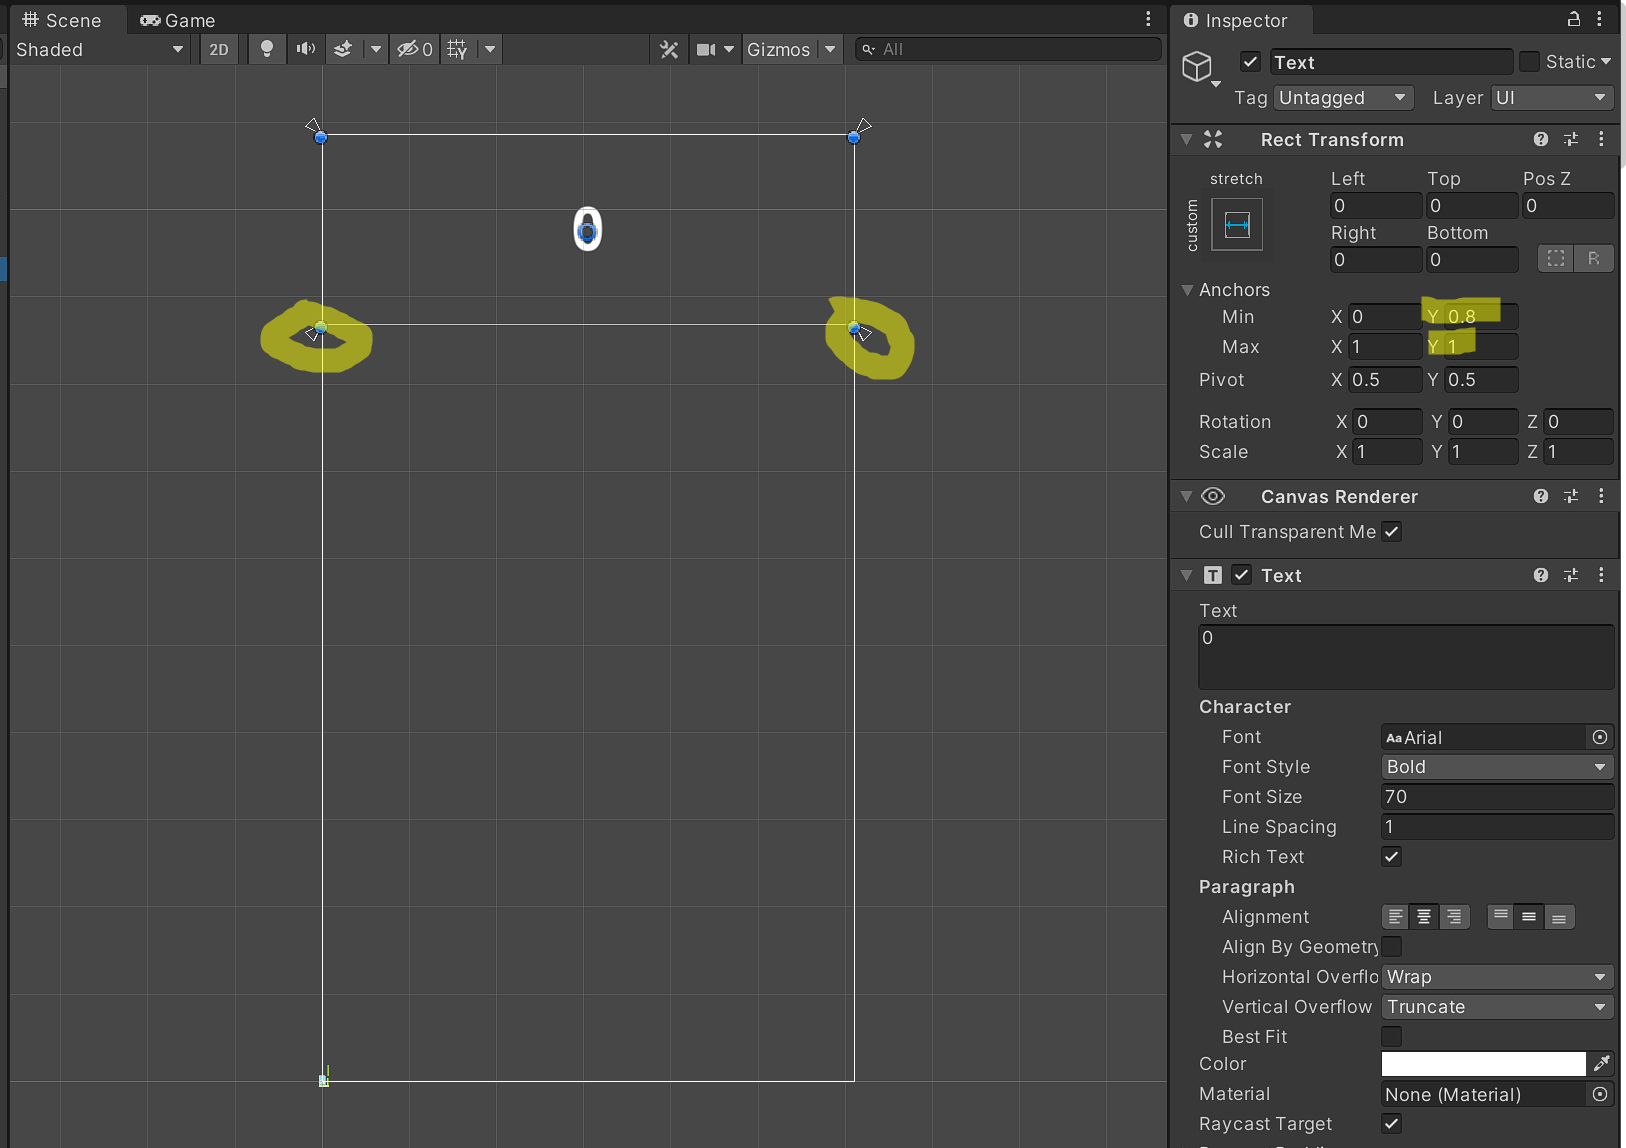 Scene Game
Shaded 2D 0 Gizmos All
0
Inspector
Text Static
Tag Untagged Layer UI
Rect Transform
stretch Left Top Pos Z
custom 0 0 0
Right Bottom
0 0 R
Anchors
Min X 0 Y 0.8
Max X 1 Y 1
Pivot X 0.5 Y 0.5
Rotation X 0 Y 0 Z 0
Scale X 1 Y 1 Z 1
Canvas Renderer
Cull Transparent Me
T Text
Text
0
Character
Font Aa Arial
Font Style Bold
Font Size 70
Line Spacing 1
Rich Text
Paragraph
Alignment
Align By Geometry
Horizontal Overflo Wrap
Vertical Overflow Truncate
Best Fit
Color
Material None (Material)
Raycast Target